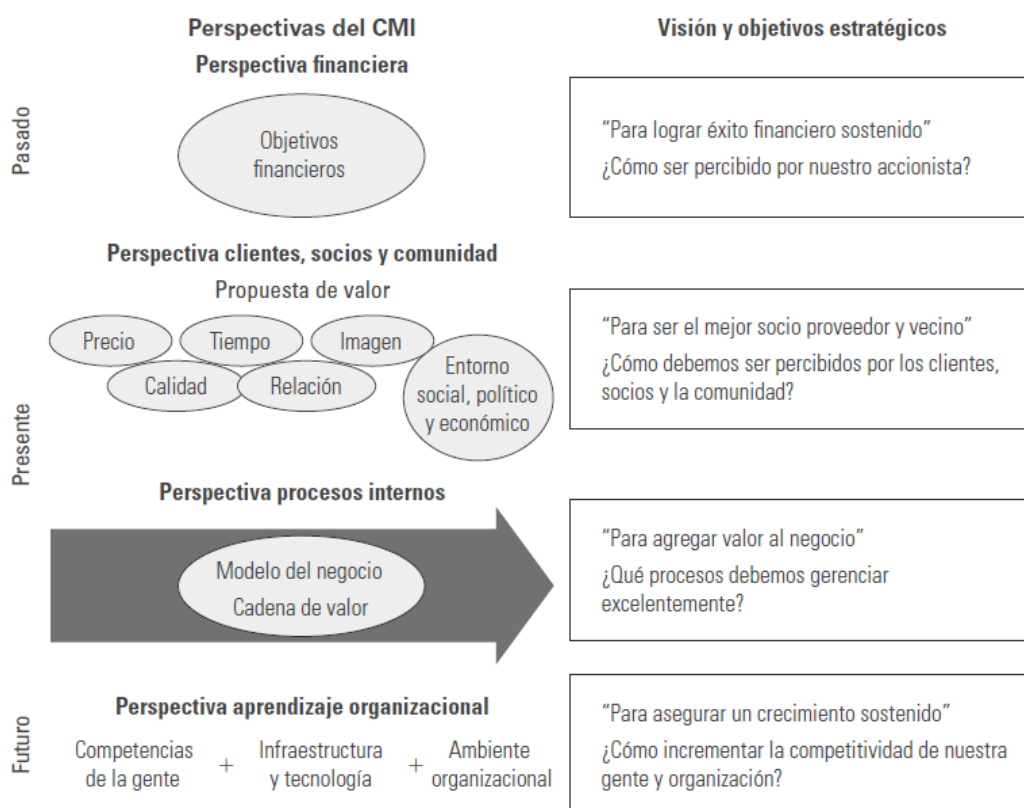 Perspectivas del CMI
Visión y objetivos estratégicos
Perspectiva financiera
Pasado
Objetivos
financieros
“Para lograr éxito financiero sostenido”
¿Cómo ser percibido por nuestro accionista?
Perspectiva clientes, socios y comunidad
Propuesta de valor
Presente
Precio
Tiempo
Imagen
Calidad
Relación
Entorno
social, político
y económico
“Para ser el mejor socio proveedor y vecino”
¿Cómo debemos ser percibidos por los clientes,
socios y la comunidad?
Perspectiva procesos internos
Modelo del negocio
Cadena de valor
“Para agregar valor al negocio”
¿Qué procesos debemos gerenciar
excelentemente?
Perspectiva aprendizaje organizacional
Futuro
Competencias
de la gente
+
Infraestructura
y tecnología
+
Ambiente
organizacional
“Para asegurar un crecimiento sostenido”
¿Cómo incrementar la competitividad de nuestra
gente y organización?